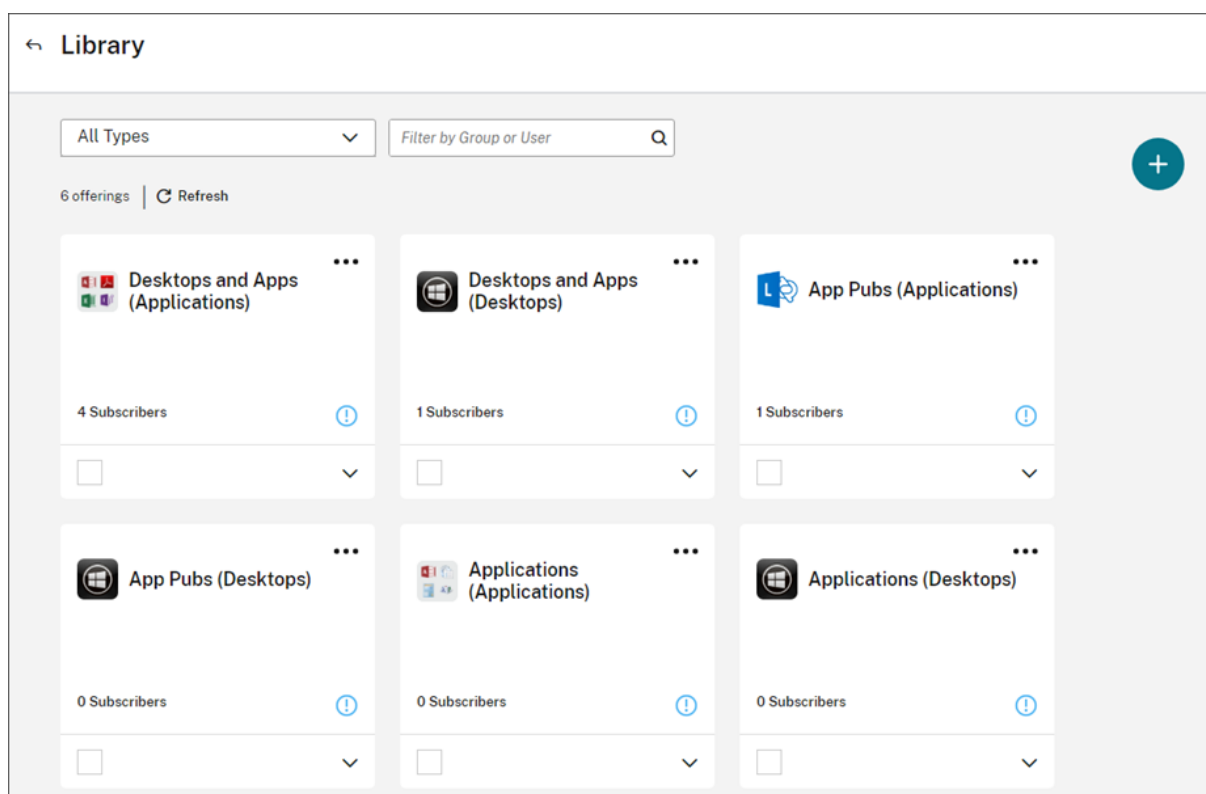 Library
All Types
Filter by Group or User
6 offerings
Refresh
Desktops and Apps
(Applications)
4 Subscribers
Desktops and Apps
(Desktops)
1 Subscribers
App Pubs (Applications)
1 Subscribers
App Pubs (Desktops)
0 Subscribers
Applications
(Applications)
0 Subscribers
Applications (Desktops)
0 Subscribers